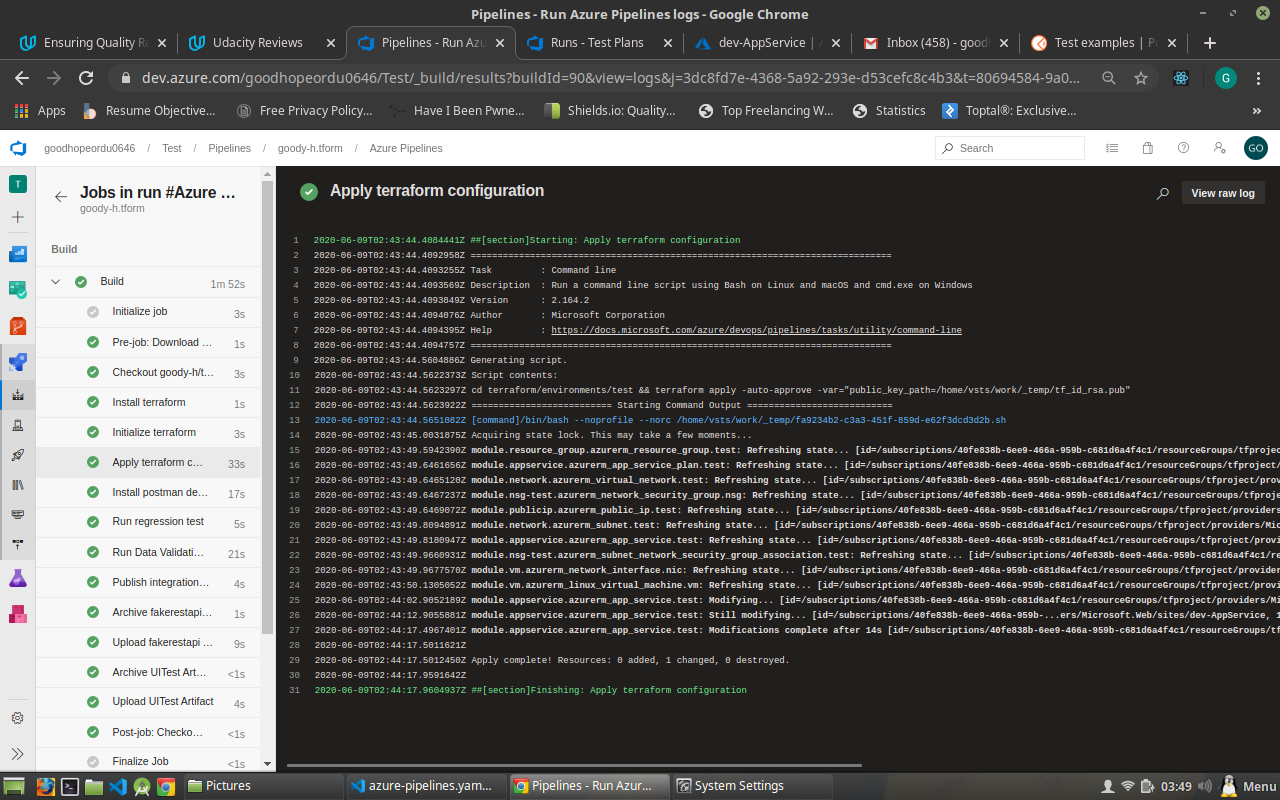 Pipelines - Run Azure Pipelines logs - Google Chrome
Ensuring Quality Re
Udacity Reviews
Pipelines - Run Azu
Runs - Test Plans
dev-AppService | A
Inbox (458) - good
Test examples | Po
dev.azure.com/goodhopeordu0646/Test/_build/results?buildId=90&view=logs&j=3dc8fd7e-4368-5a92-293e-d53cefc8c4b3&t=80694584-9a0...
G
Apps
Resume Objective...
Free Privacy Policy...
Have I Been Pwne...
Shields.io: Quality...
Top Freelancing W...
Statistics
Toptal®: Exclusive...
goodhopeordu0646 / Test / Pipelines / goody-h.tform / Azure Pipelines
Search
GO
T
Jobs in run #Azure ...
goody-h.tform
Build
Build 1m 52s
Initialize job 3s
Pre-job: Download ... 1s
Checkout goody-h/t... 3s
Install terraform 1s
Initialize terraform 3s
Apply terraform c... 33s
Install postman de... 17s
Run regression test 5s
Run Data Validati... 21s
Publish integration... 4s
Archive fakerestapi... 1s
Upload fakerestapi ... 9s
Archive UITest Art... <1s
Upload UITest Artifact 4s
Post-job: Checko... <1s
Finalize Job <1s
Apply terraform configuration
View raw log
1 2020-06-09T02:43:44.4084441Z ##[section]Starting: Apply terraform configuration
2 2020-06-09T02:43:44.4092958Z ==============================================================================
3 2020-06-09T02:43:44.4093255Z Task         : Command line
4 2020-06-09T02:43:44.4093569Z Description  : Run a command line script using Bash on Linux and macOS and cmd.exe on Windows
5 2020-06-09T02:43:44.4093849Z Version      : 2.164.2
6 2020-06-09T02:43:44.4094076Z Author       : Microsoft Corporation
7 2020-06-09T02:43:44.4094395Z Help         : https://docs.microsoft.com/azure/devops/pipelines/tasks/utility/command-line
8 2020-06-09T02:43:44.4094757Z ==============================================================================
9 2020-06-09T02:43:44.5604886Z Generating script.
10 2020-06-09T02:43:44.5622373Z Script contents:
11 2020-06-09T02:43:44.5623297Z cd terraform/environments/test && terraform apply -auto-approve -var="public_key_path=/home/vsts/work/_temp/tf_id_rsa.pub"
12 2020-06-09T02:43:44.5623922Z ========================== Starting Command Output ===========================
13 2020-06-09T02:43:44.5651082Z [command]/bin/bash --noprofile --norc /home/vsts/work/_temp/fa9234b2-c3a3-451f-859d-e62f3dcd3d2b.sh
14 2020-06-09T02:43:45.0031875Z Acquiring state lock. This may take a few moments...
15 2020-06-09T02:43:49.5942390Z module.resource_group.azurerm_resource_group.test: Refreshing state... [id=/subscriptions/40fe838b-6ee9-466a-959b-c681d6a4f4c1/resourceGroups/tfprojec
16 2020-06-09T02:43:49.6461656Z module.appservice.azurerm_app_service_plan.test: Refreshing state... [id=/subscriptions/40fe838b-6ee9-466a-959b-c681d6a4f4c1/resourceGroups/tfproject/
17 2020-06-09T02:43:49.6465120Z module.network.azurerm_virtual_network.test: Refreshing state... [id=/subscriptions/40fe838b-6ee9-466a-959b-c681d6a4f4c1/resourceGroups/tfproject/provi
18 2020-06-09T02:43:49.6467237Z module.nsg-test.azurerm_network_security_group.nsg: Refreshing state... [id=/subscriptions/40fe838b-6ee9-466a-959b-c681d6a4f4c1/resourceGroups/tfproje
19 2020-06-09T02:43:49.6469072Z module.publicip.azurerm_public_ip.test: Refreshing state... [id=/subscriptions/40fe838b-6ee9-466a-959b-c681d6a4f4c1/resourceGroups/tfproject/providers
20 2020-06-09T02:43:49.8094891Z module.network.azurerm_subnet.test: Refreshing state... [id=/subscriptions/40fe838b-6ee9-466a-959b-c681d6a4f4c1/resourceGroups/tfproject/providers/Mic
21 2020-06-09T02:43:49.8180947Z module.appservice.azurerm_app_service.test: Refreshing state... [id=/subscriptions/40fe838b-6ee9-466a-959b-c681d6a4f4c1/resourceGroups/tfproject/provi
22 2020-06-09T02:43:49.9660931Z module.nsg-test.azurerm_subnet_network_security_group_association.test: Refreshing state... [id=/subscriptions/40fe838b-6ee9-466a-959b-c681d6a4f4c1/re
23 2020-06-09T02:43:49.9677570Z module.vm.azurerm_network_interface.nic: Refreshing state... [id=/subscriptions/40fe838b-6ee9-466a-959b-c681d6a4f4c1/resourceGroups/tfproject/provider
24 2020-06-09T02:43:50.1305052Z module.vm.azurerm_linux_virtual_machine.vm: Refreshing state... [id=/subscriptions/40fe838b-6ee9-466a-959b-c681d6a4f4c1/resourceGroups/tfproject/provi
25 2020-06-09T02:44:02.9052189Z module.appservice.azurerm_app_service.test: Modifying... [id=/subscriptions/40fe838b-6ee9-466a-959b-c681d6a4f4c1/resourceGroups/tfproject/providers/Mi
26 2020-06-09T02:44:12.9055881Z module.appservice.azurerm_app_service.test: Still modifying... [id=/subscriptions/40fe838b-6ee9-466a-959b-...ers/Microsoft.Web/sites/dev-AppService, 1
27 2020-06-09T02:44:17.4967401Z module.appservice.azurerm_app_service.test: Modifications complete after 14s [id=/subscriptions/40fe838b-6ee9-466a-959b-c681d6a4f4c1/resourceGroups/tf
28 2020-06-09T02:44:17.5011621Z
29 2020-06-09T02:44:17.5012450Z Apply complete! Resources: 0 added, 1 changed, 0 destroyed.
30 2020-06-09T02:44:17.9591642Z
31 2020-06-09T02:44:17.9604937Z ##[section]Finishing: Apply terraform configuration
Pictures
azure-pipelines.yam...
Pipelines - Run Azur...
System Settings
03:49
Menu